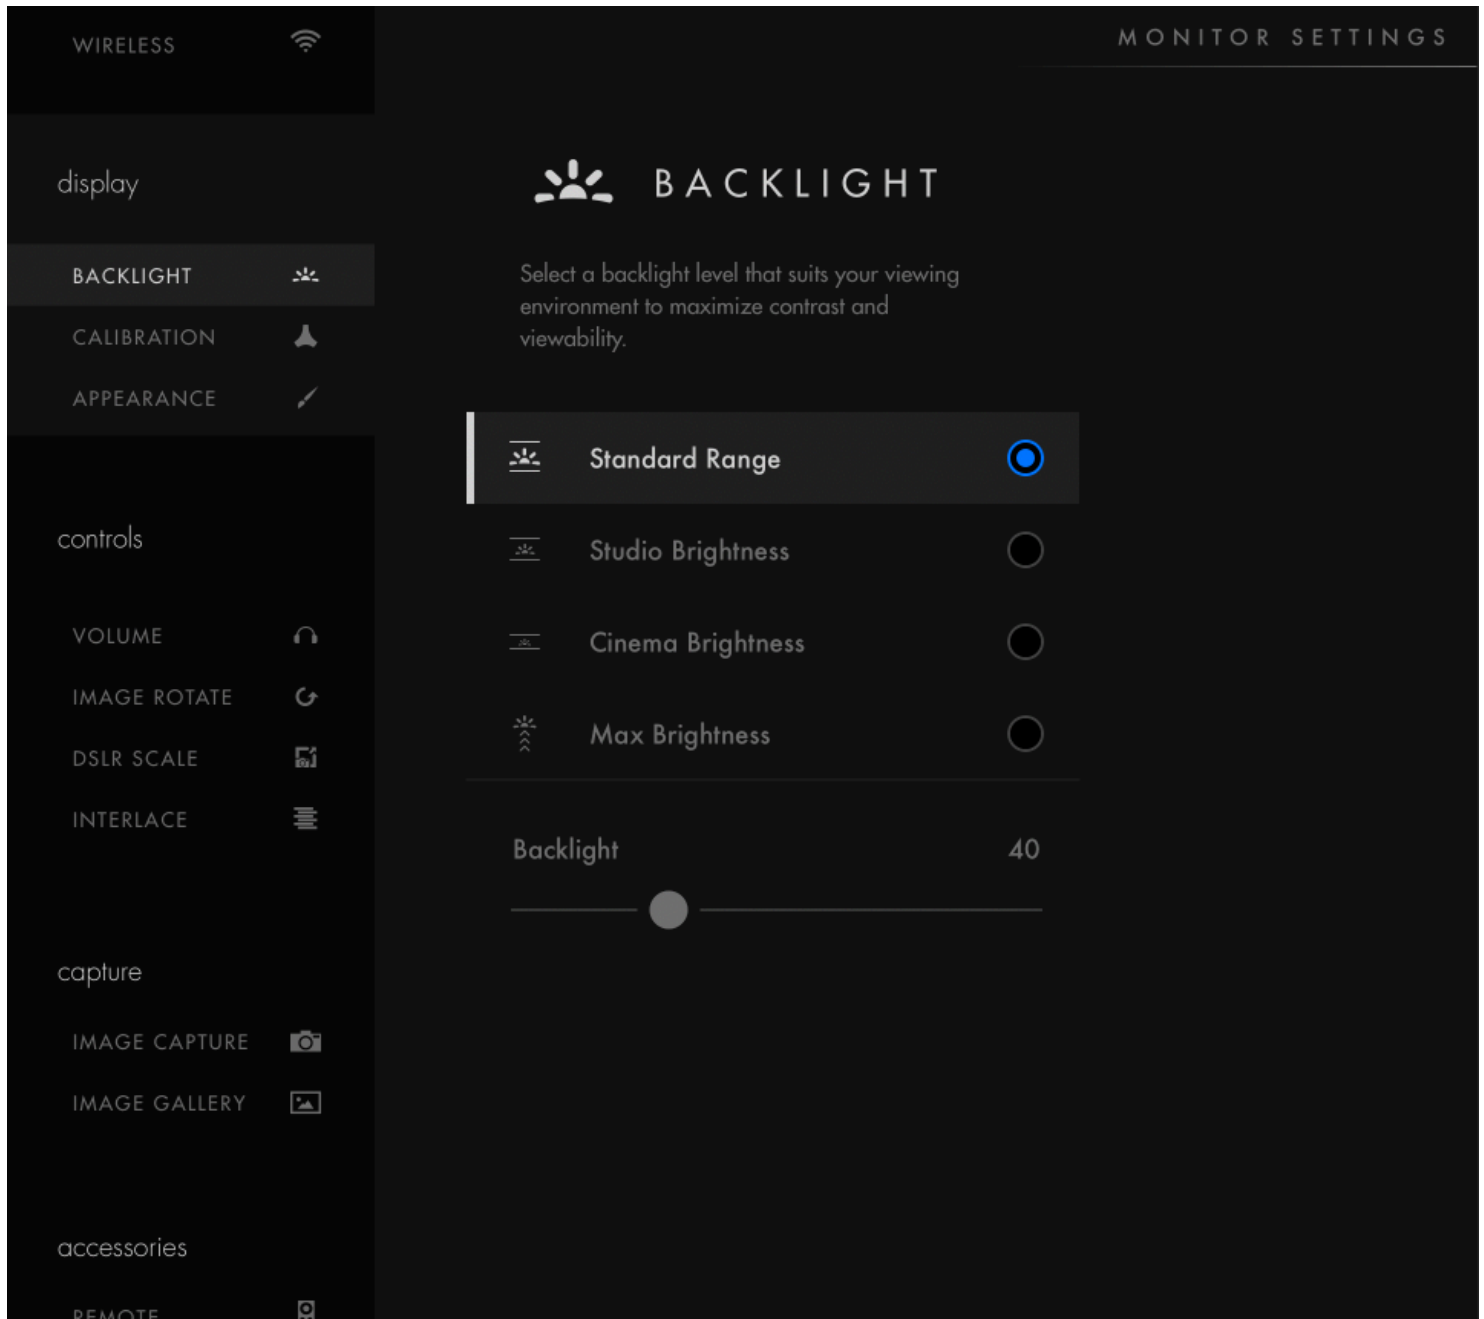 WIRELESS
MONITOR SETTINGS
display
BACKLIGHT
CALIBRATION
APPEARANCE
controls
VOLUME
IMAGE ROTATE
DSLR SCALE
INTERLACE
capture
IMAGE CAPTURE
IMAGE GALLERY
accessories
REMOTE
BACKLIGHT
Select a backlight level that suits your viewing
environment to maximize contrast and
viewability.
Standard Range
Studio Brightness
Cinema Brightness
Max Brightness
Backlight 40